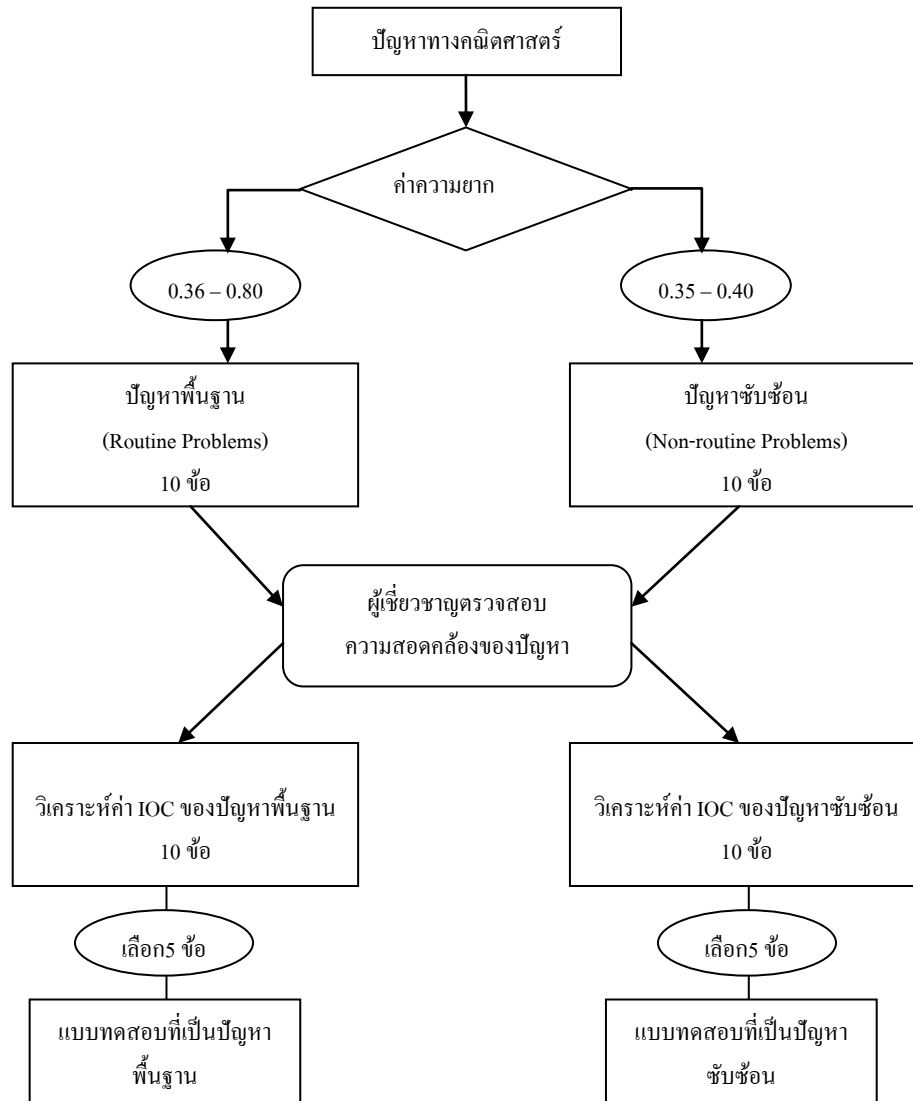 ปัญหาทางคณิตศาสตร์
ค่าความยาก
0.36 – 0.80
0.35 – 0.40
ปัญหาพื้นฐาน
(Routine Problems)
10 ข้อ
ปัญหาซับซ้อน
(Non-routine Problems)
10 ข้อ
ผู้เชี่ยวชาญตรวจสอบ
ความสอดคล้องของปัญหา
วิเคราะห์ค่า IOC ของปัญหาพื้นฐาน
10 ข้อ
วิเคราะห์ค่า IOC ของปัญหาซับซ้อน
10 ข้อ
เลือก5 ข้อ
เลือก5 ข้อ
แบบทดสอบที่เป็นปัญหา
พื้นฐาน
แบบทดสอบที่เป็นปัญหา
ซับซ้อน